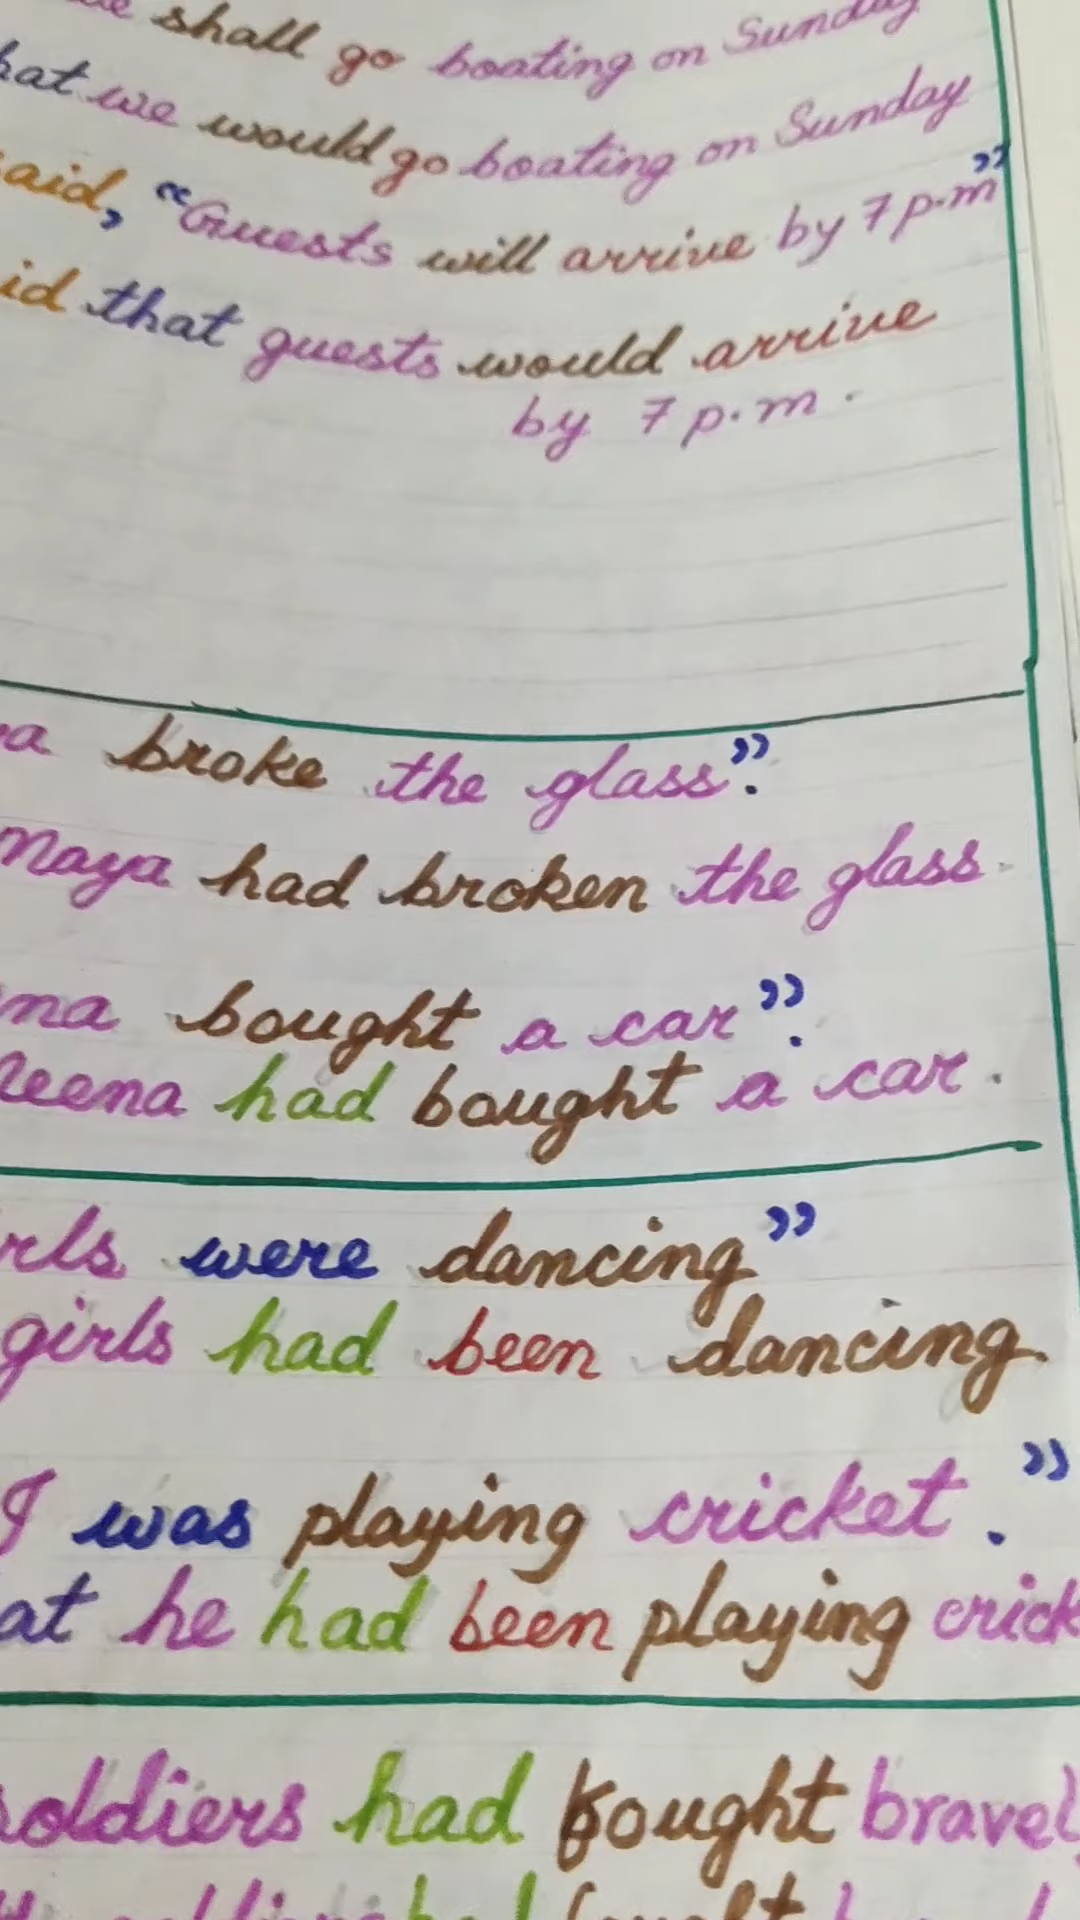 shall go boating on Sunday
hat we would go boating on Sunday
said, "Guests will arrive by 7 p.m"
id that guests would arrive
by 7 p.m.
a broke the glass".
Maya had broken the glass.
na bought a car".
Reena had bought a car.
rls were dancing"
girls had been dancing.
I was playing cricket."
at he had been playing crick
soldiers had fought bravel